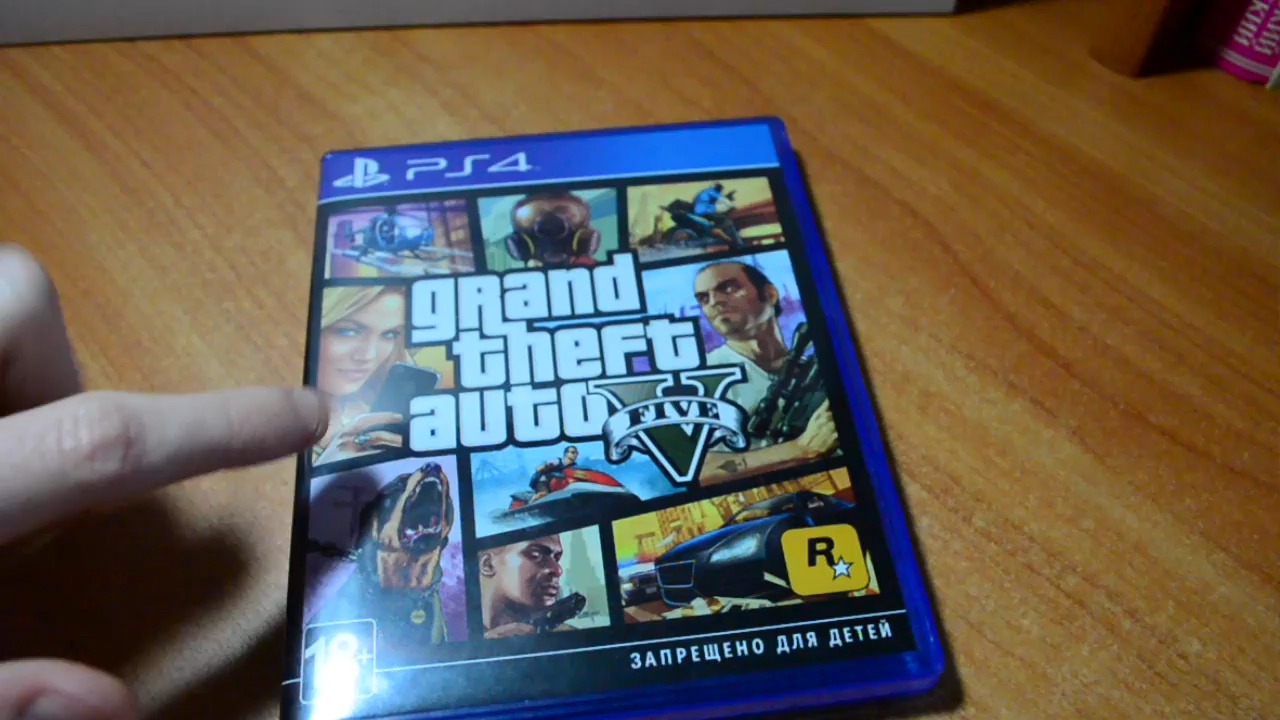 PS4
grand
theft
auto V
FIVE
R
18+
ЗАПРЕЩЕНО ДЛЯ ДЕТЕЙ